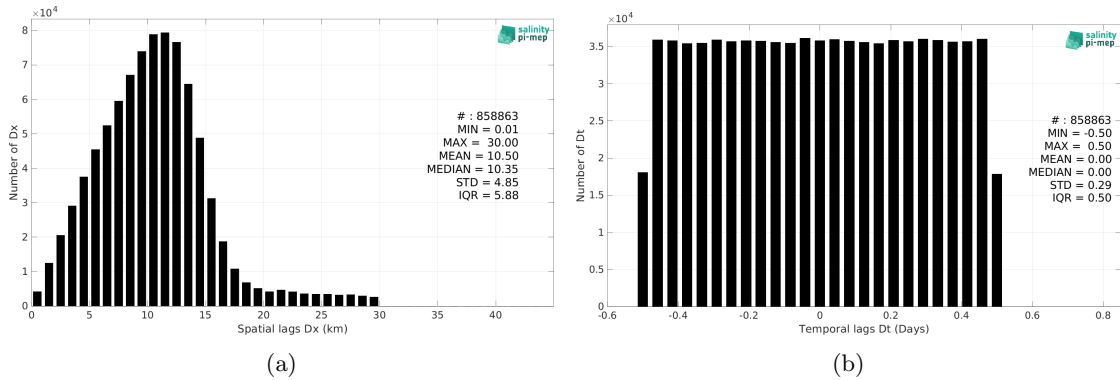 ×10⁴
8
7
6
5
4
3
2
1
0
Number of Dx
0
5
10
15
20
25
30
35
40
Spatial lags Dx (km)
salinity
pi-mep
# : 858863
MIN = 0.01
MAX = 30.00
MEAN = 10.50
MEDIAN = 10.35
STD = 4.85
IQR = 5.88
(a)
×10⁴
3.5
3
2.5
2
1.5
1
0.5
0
Number of Dt
-0.6
-0.4
-0.2
0
0.2
0.4
0.6
0.8
Temporal lags Dt (Days)
salinity
pi-mep
# : 858863
MIN = -0.50
MAX = 0.50
MEAN = 0.00
MEDIAN = 0.00
STD = 0.29
IQR = 0.50
(b)